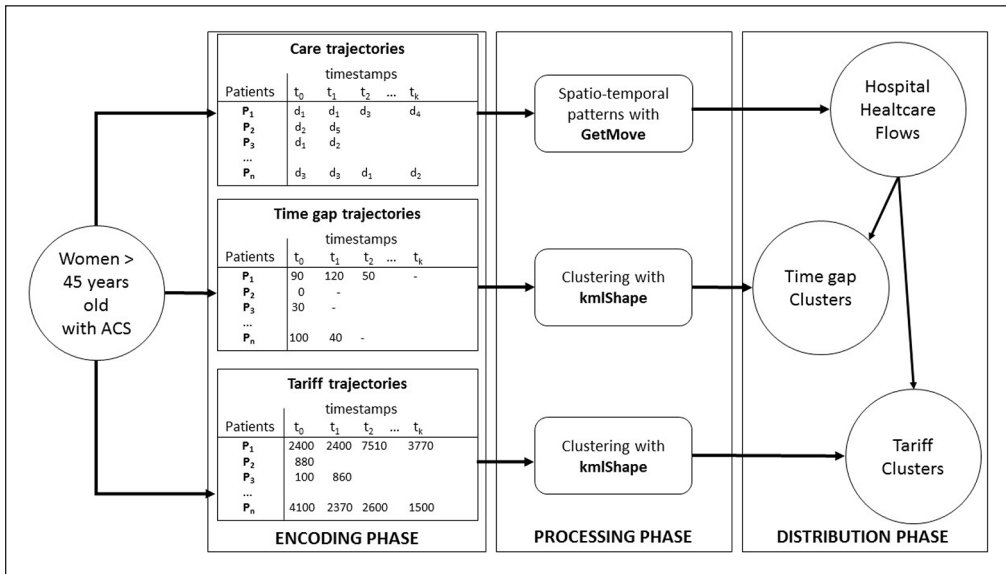 Women >
45 years
old
with ACS
Care trajectories
timestamps
Patients t0 t1 t2 ... tk
P1 d1 d1 d3 d4
P2 d2 d5
P3 d1 d2
...
Pn d3 d3 d1 d2
Time gap trajectories
timestamps
Patients t0 t1 t2 ... tk
P1 90 120 50 -
P2 0 -
P3 30 -
...
Pn 100 40 -
Tariff trajectories
timestamps
Patients t0 t1 t2 ... tk
P1 2400 2400 7510 3770
P2 880
P3 100 860
...
Pn 4100 2370 2600 1500
ENCODING PHASE
Spatio-temporal
patterns with
GetMove
Clustering with
kmlShape
Clustering with
kmlShape
PROCESSING PHASE
Hospital
Healtcare
Flows
Time gap
Clusters
Tariff
Clusters
DISTRIBUTION PHASE